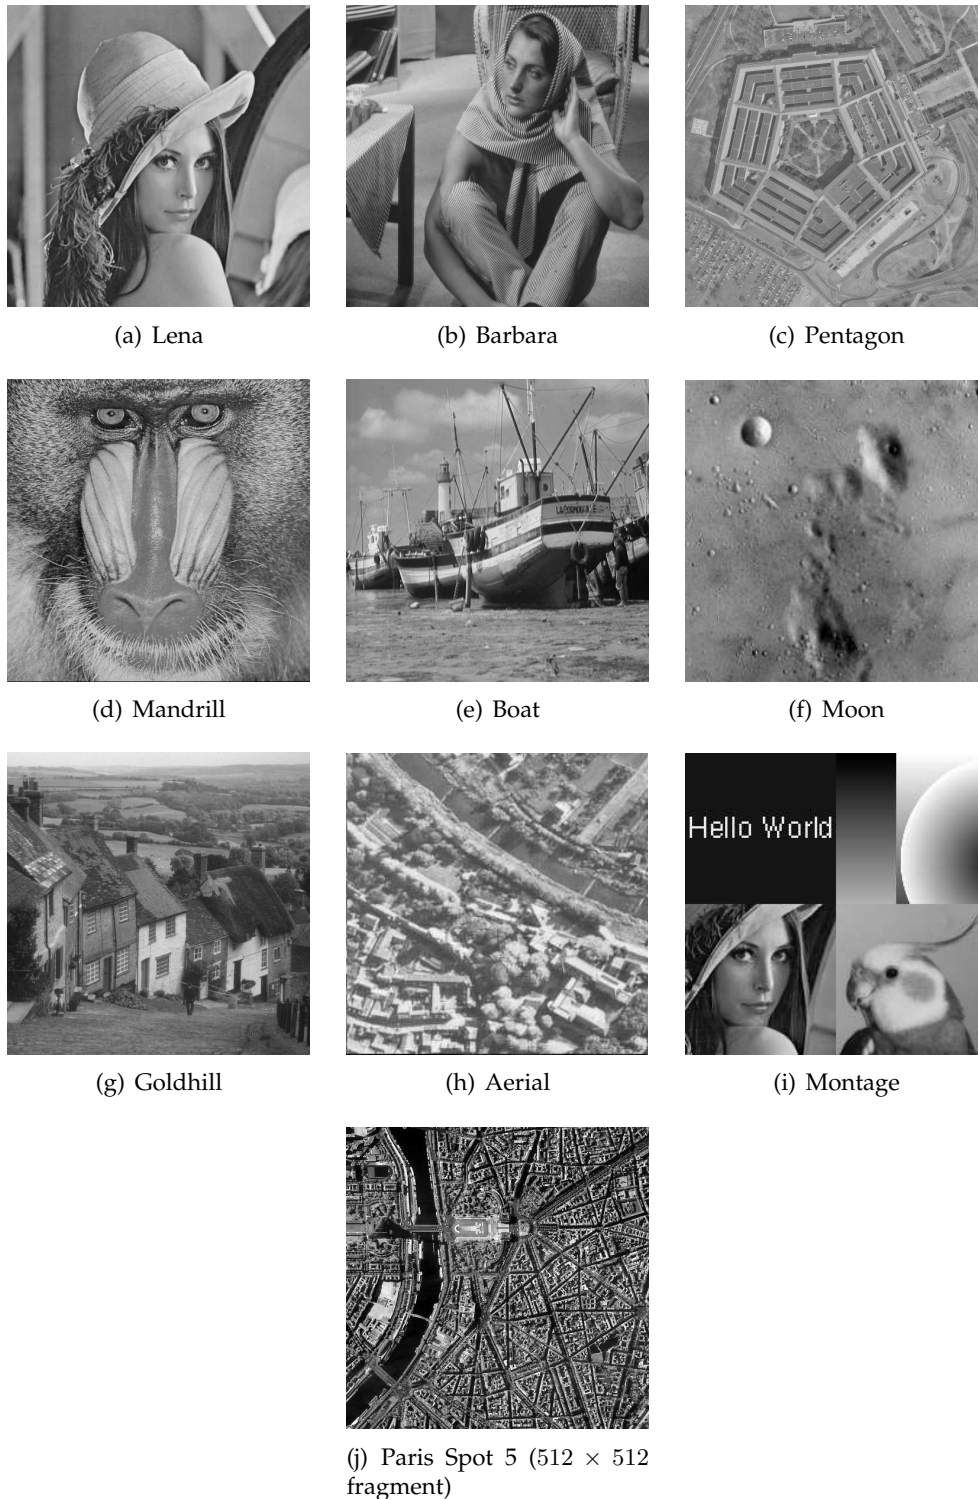 (a) Lena
(b) Barbara
(c) Pentagon
(d) Mandrill
(e) Boat
(f) Moon
Hello World
(g) Goldhill
(h) Aerial
(i) Montage
(j) Paris Spot 5 (512 × 512
fragment)